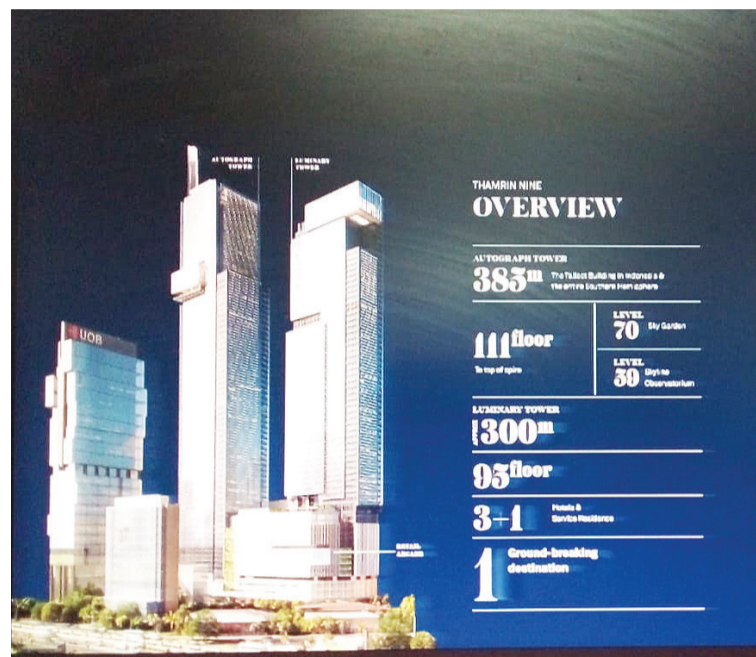 AUTOGRAPH
TOWER
LUMINARY
TOWER
UOB
THAMRIN NINE
OVERVIEW
AUTOGRAPH TOWER
383m
The Tallest Building in Indonesia &
the entire Southern Hemisphere
111floor
To top of spire
LEVEL
70 Sky Garden
LEVEL
59 Skyline
Observatorium
LUMINARY TOWER
300m
93floor
3+1 Hotels &
Service Residence
RETAIL
ARCADE
1 Ground-breaking
destination